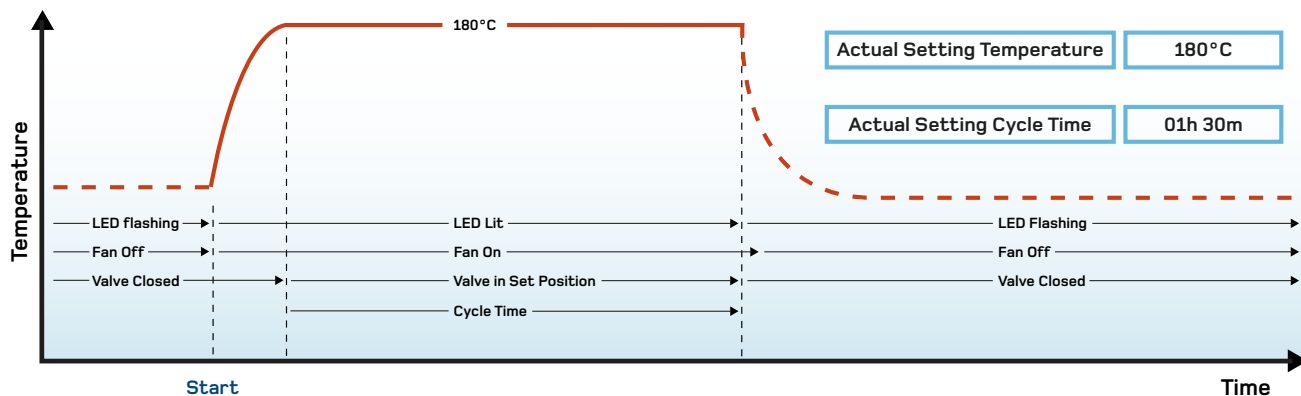 180°C
Actual Setting Temperature
180°C
Actual Setting Cycle Time
01h 30m
Temperature
LED flashing
LED Lit
LED Flashing
Fan Off
Fan On
Fan Off
Valve Closed
Valve in Set Position
Valve Closed
Cycle Time
Start
Time